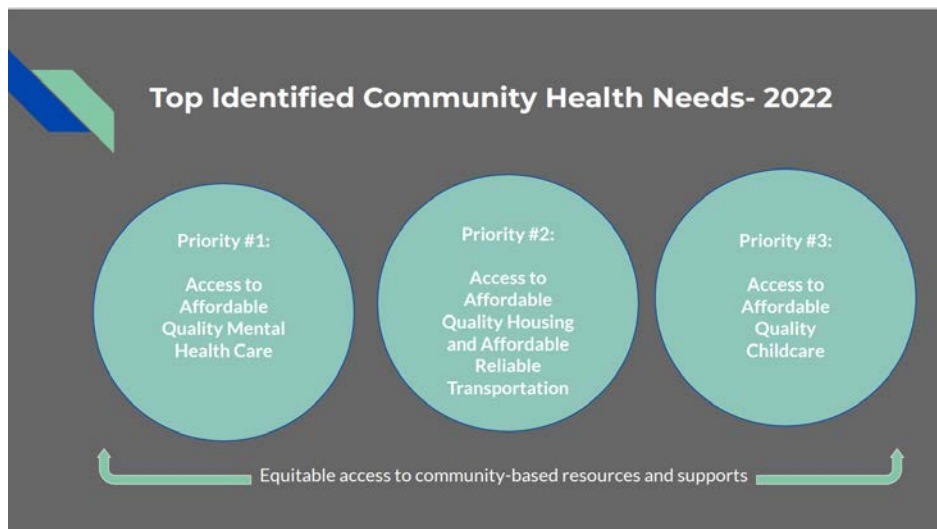 Top Identified Community Health Needs- 2022
Priority #1:
Access to
Affordable
Quality Mental
Health Care
Priority #2:
Access to
Affordable
Quality Housing
and Affordable
Reliable
Transportation
Priority #3:
Access to
Affordable
Quality
Childcare
Equitable access to community-based resources and supports